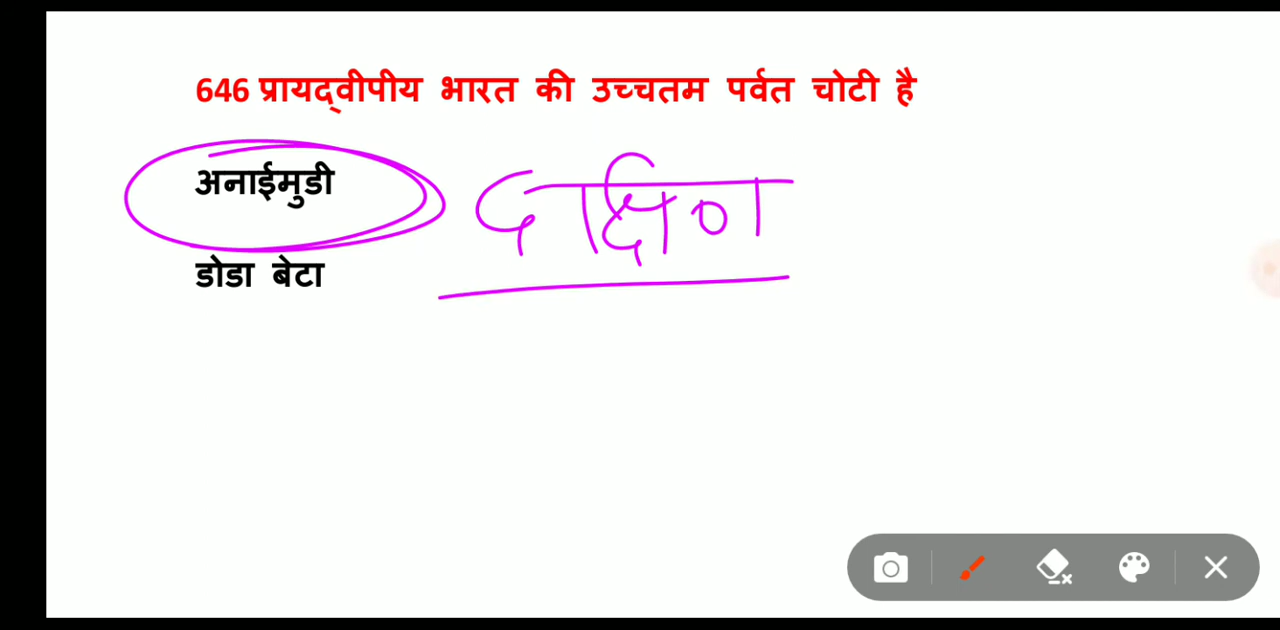 646 प्रायद्वीपीय भारत की उच्चतम पर्वत चोटी है
अनाईमुडी
दक्षिण
डोडा बेटा